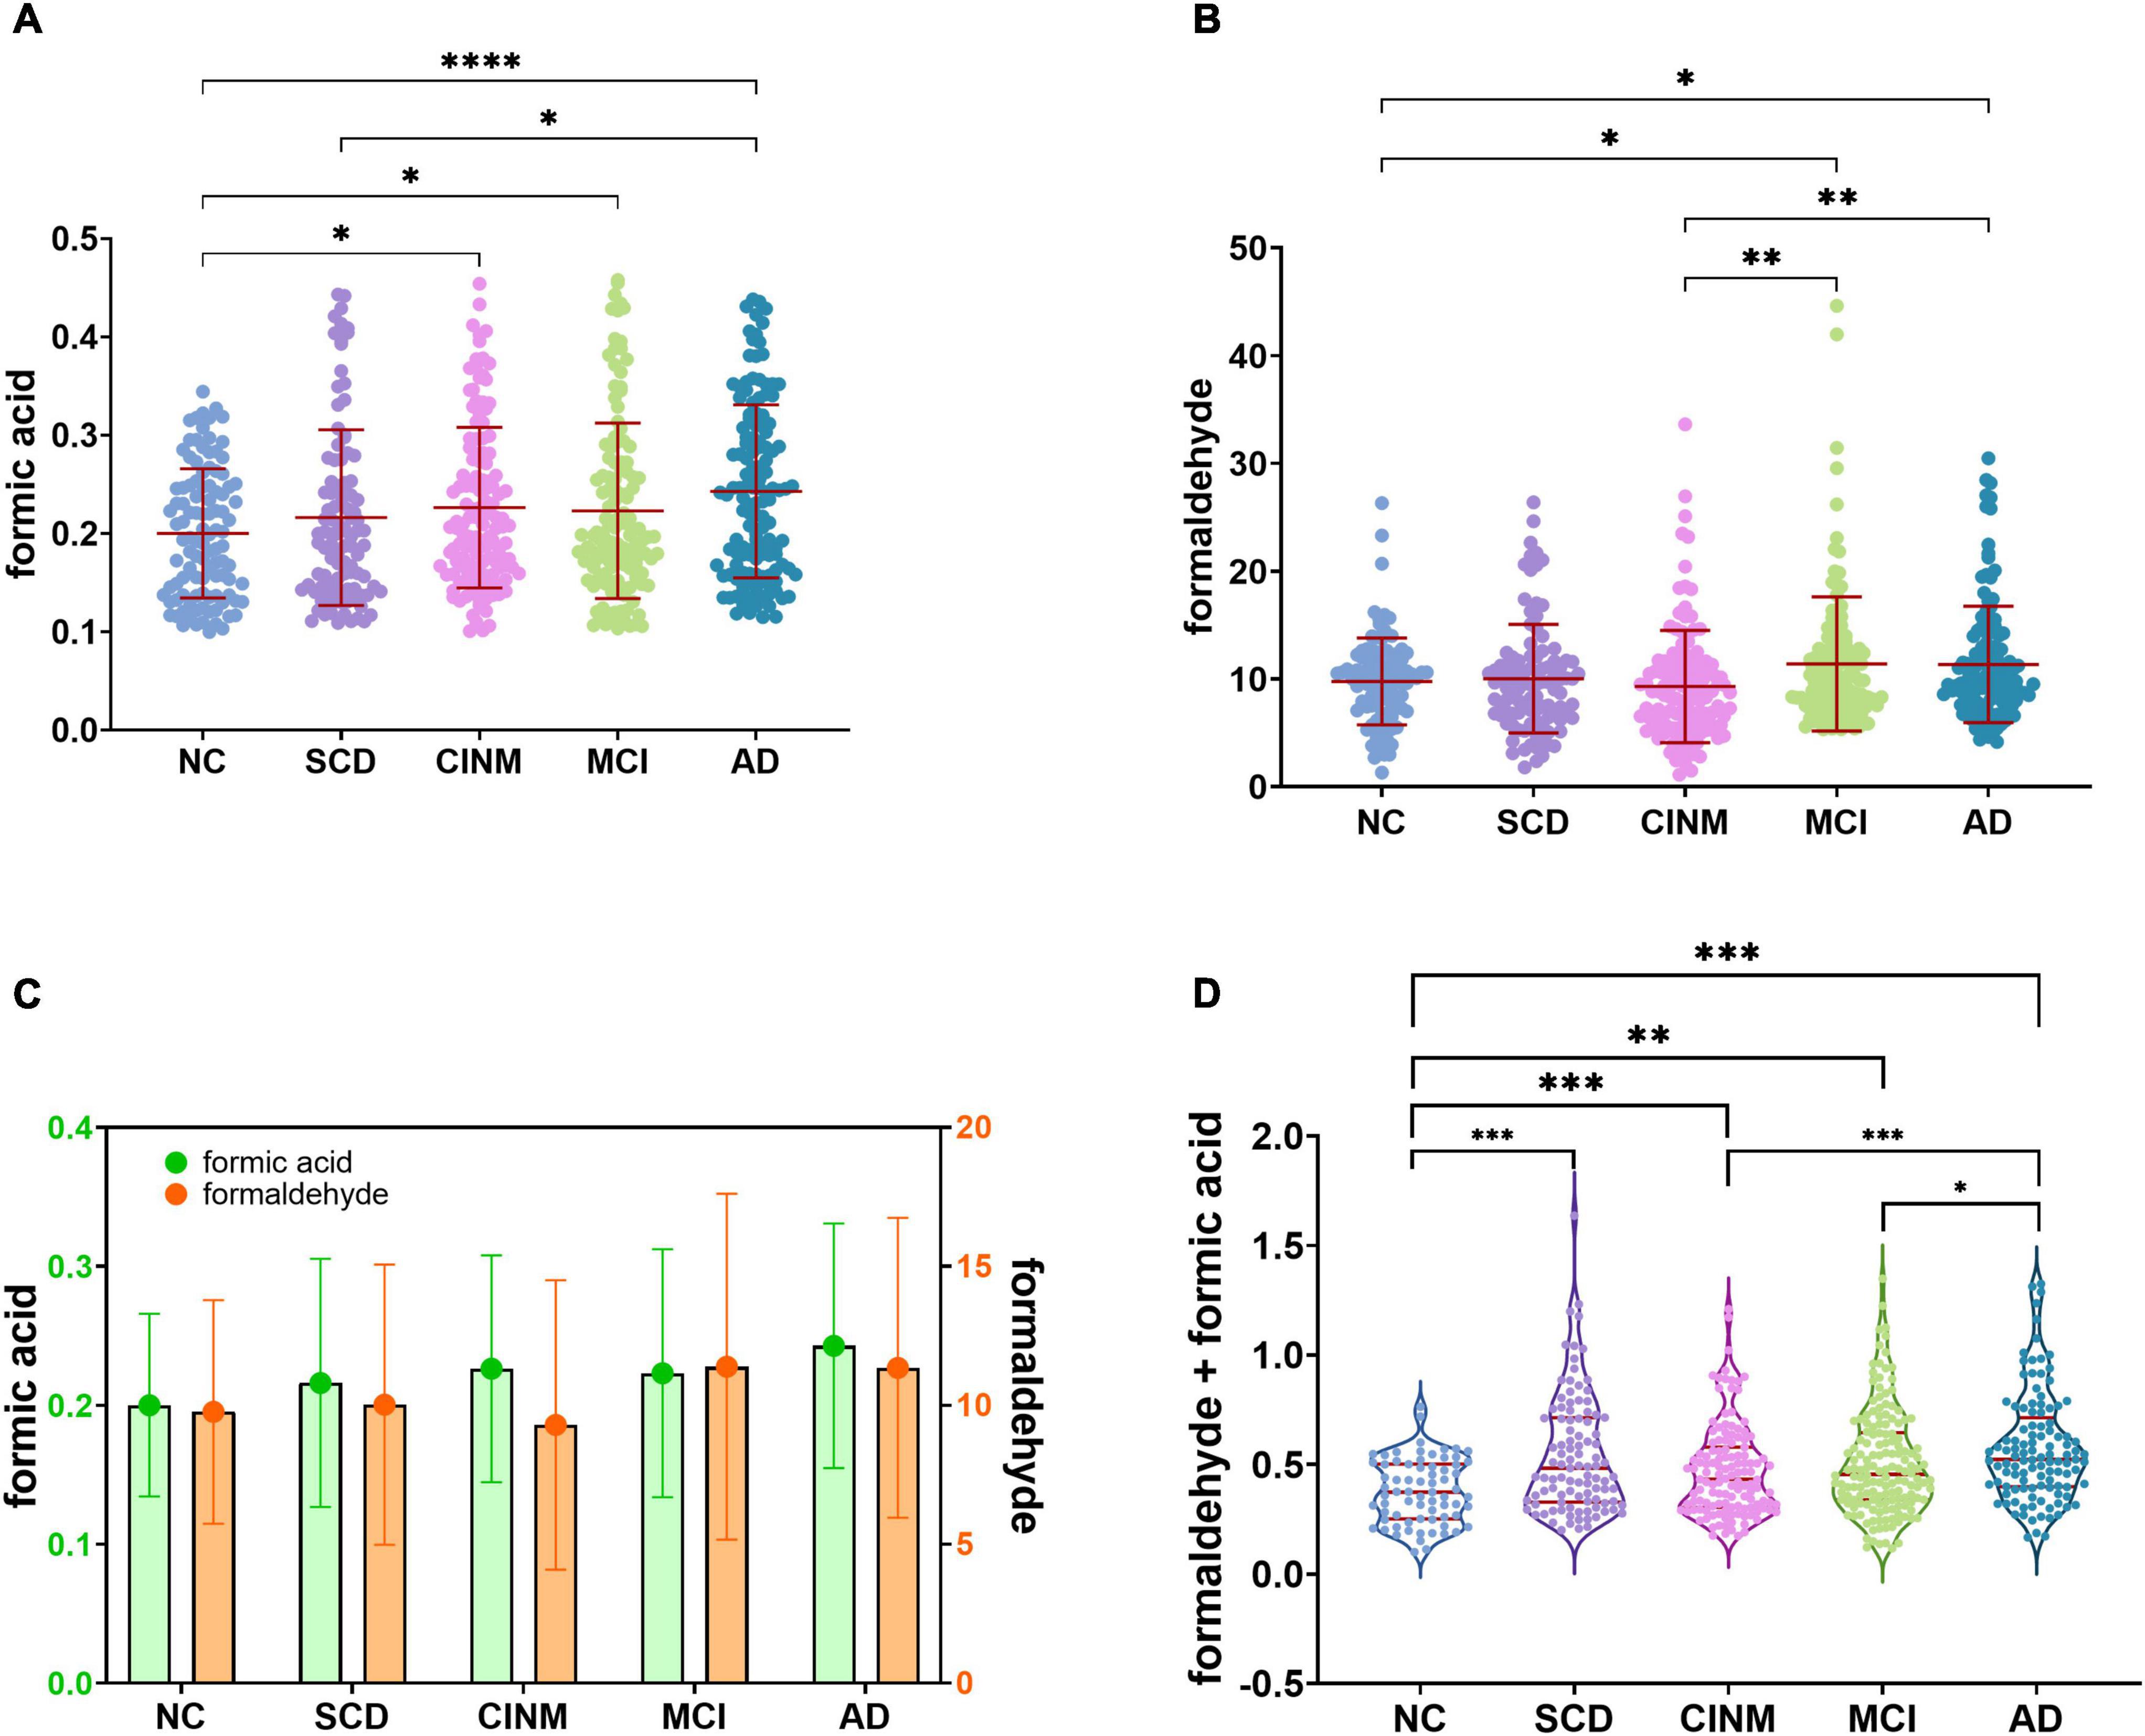 A
****
*
*
*
formic acid
0.5
0.4
0.3
0.2
0.1
0.0
NC SCD CINM MCI AD
B
*
*
**
**
formaldehyde
50
40
30
20
10
0
NC SCD CINM MCI AD
C
formic acid
0.4
0.3
0.2
0.1
0.0
formic acid
formaldehyde
20
15
10
5
0
formaldehyde
NC SCD CINM MCI AD
D
***
**
***
*** ***
*
formaldehyde + formic acid
2.0
1.5
1.0
0.5
0.0
-0.5
NC SCD CINM MCI AD